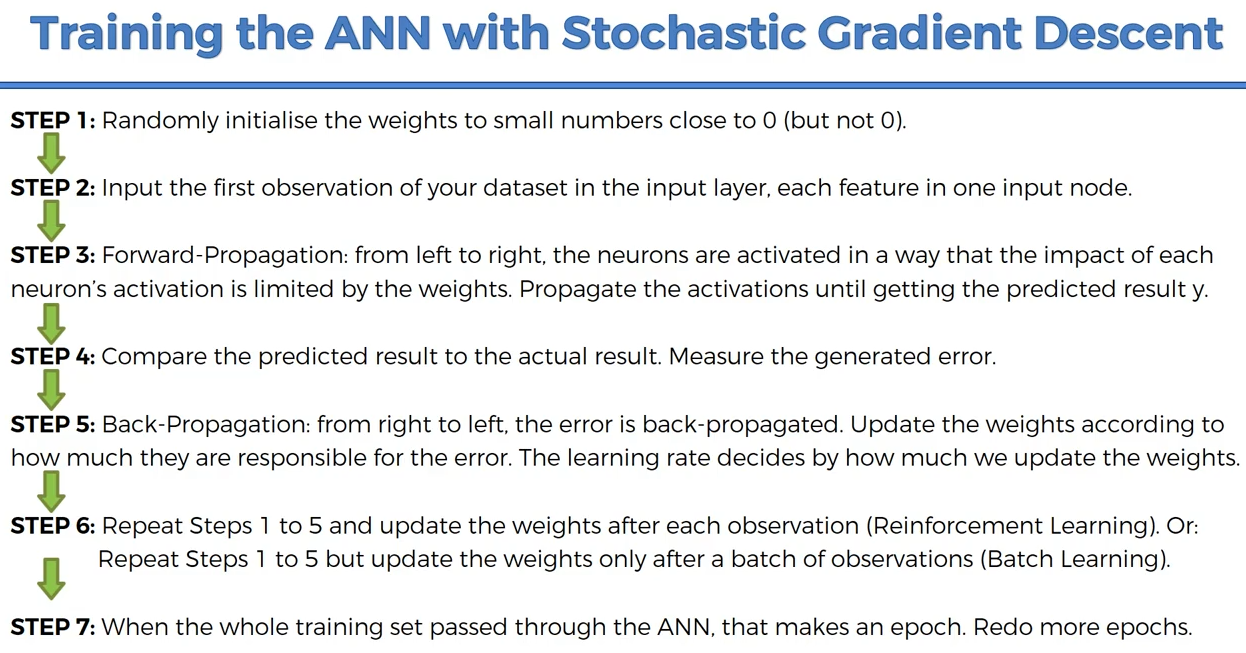 Training the ANN with Stochastic Gradient Descent
STEP 1: Randomly initialise the weights to small numbers close to 0 (but not 0).
STEP 2: Input the first observation of your dataset in the input layer, each feature in one input node.
STEP 3: Forward-Propagation: from left to right, the neurons are activated in a way that the impact of each
neuron's activation is limited by the weights. Propagate the activations until getting the predicted result y.
STEP 4: Compare the predicted result to the actual result. Measure the generated error.
STEP 5: Back-Propagation: from right to left, the error is back-propagated. Update the weights according to
how much they are responsible for the error. The learning rate decides by how much we update the weights.
STEP 6: Repeat Steps 1 to 5 and update the weights after each observation (Reinforcement Learning). Or:
Repeat Steps 1 to 5 but update the weights only after a batch of observations (Batch Learning).
STEP 7: When the whole training set passed through the ANN, that makes an epoch. Redo more epochs.